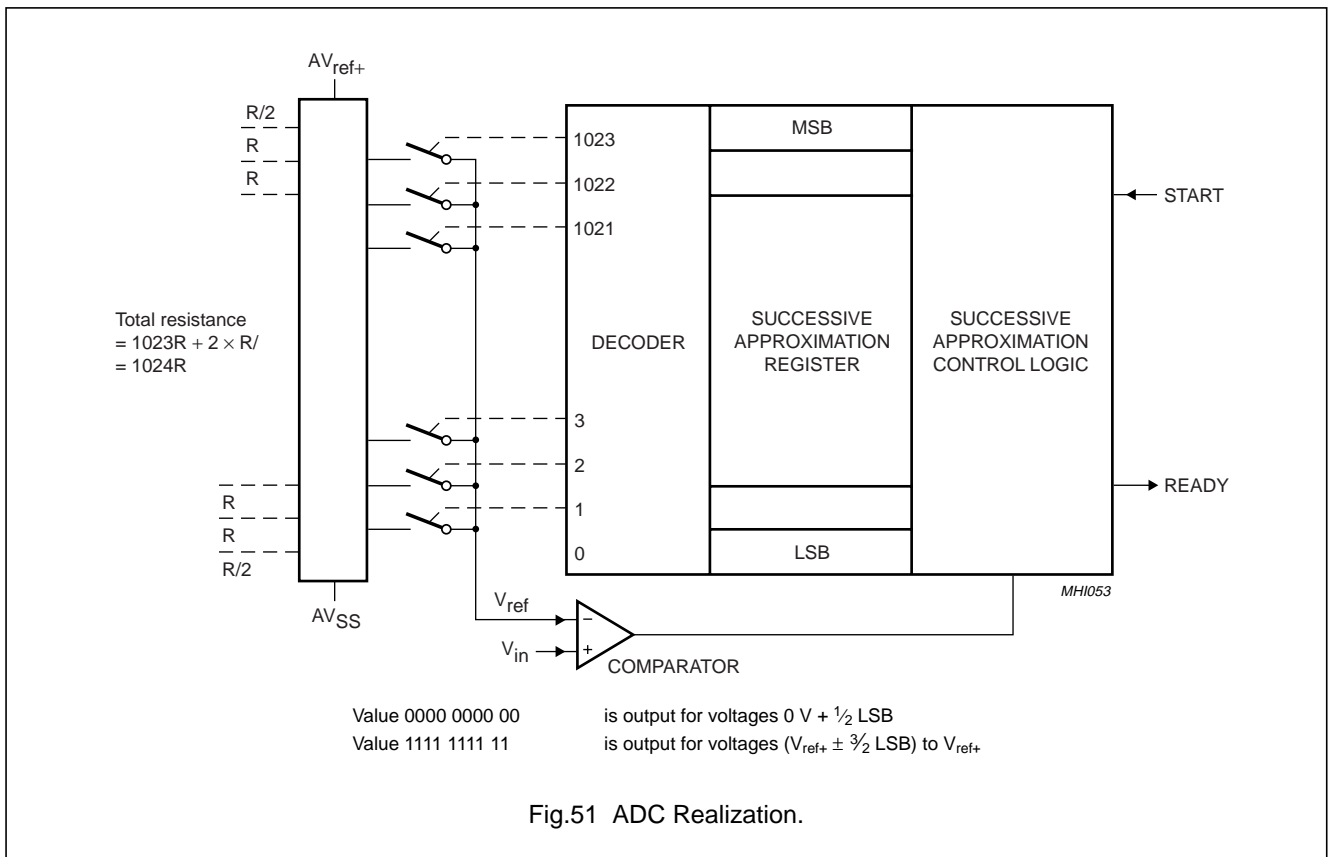 AVref+
R/2
R
R
1023
1022
1021
MSB
START
Total resistance
= 1023R + 2 × R/
= 1024R
DECODER
SUCCESSIVE
APPROXIMATION
REGISTER
SUCCESSIVE
APPROXIMATION
CONTROL LOGIC
3
2
1
0
READY
R
R
R/2
LSB
MHI053
AVSS
Vref
−
Vin
+
COMPARATOR
Value 0000 0000 00 is output for voltages 0 V + 1/2 LSB
Value 1111 1111 11 is output for voltages (Vref+ ± 3/2 LSB) to Vref+
Fig.51 ADC Realization.